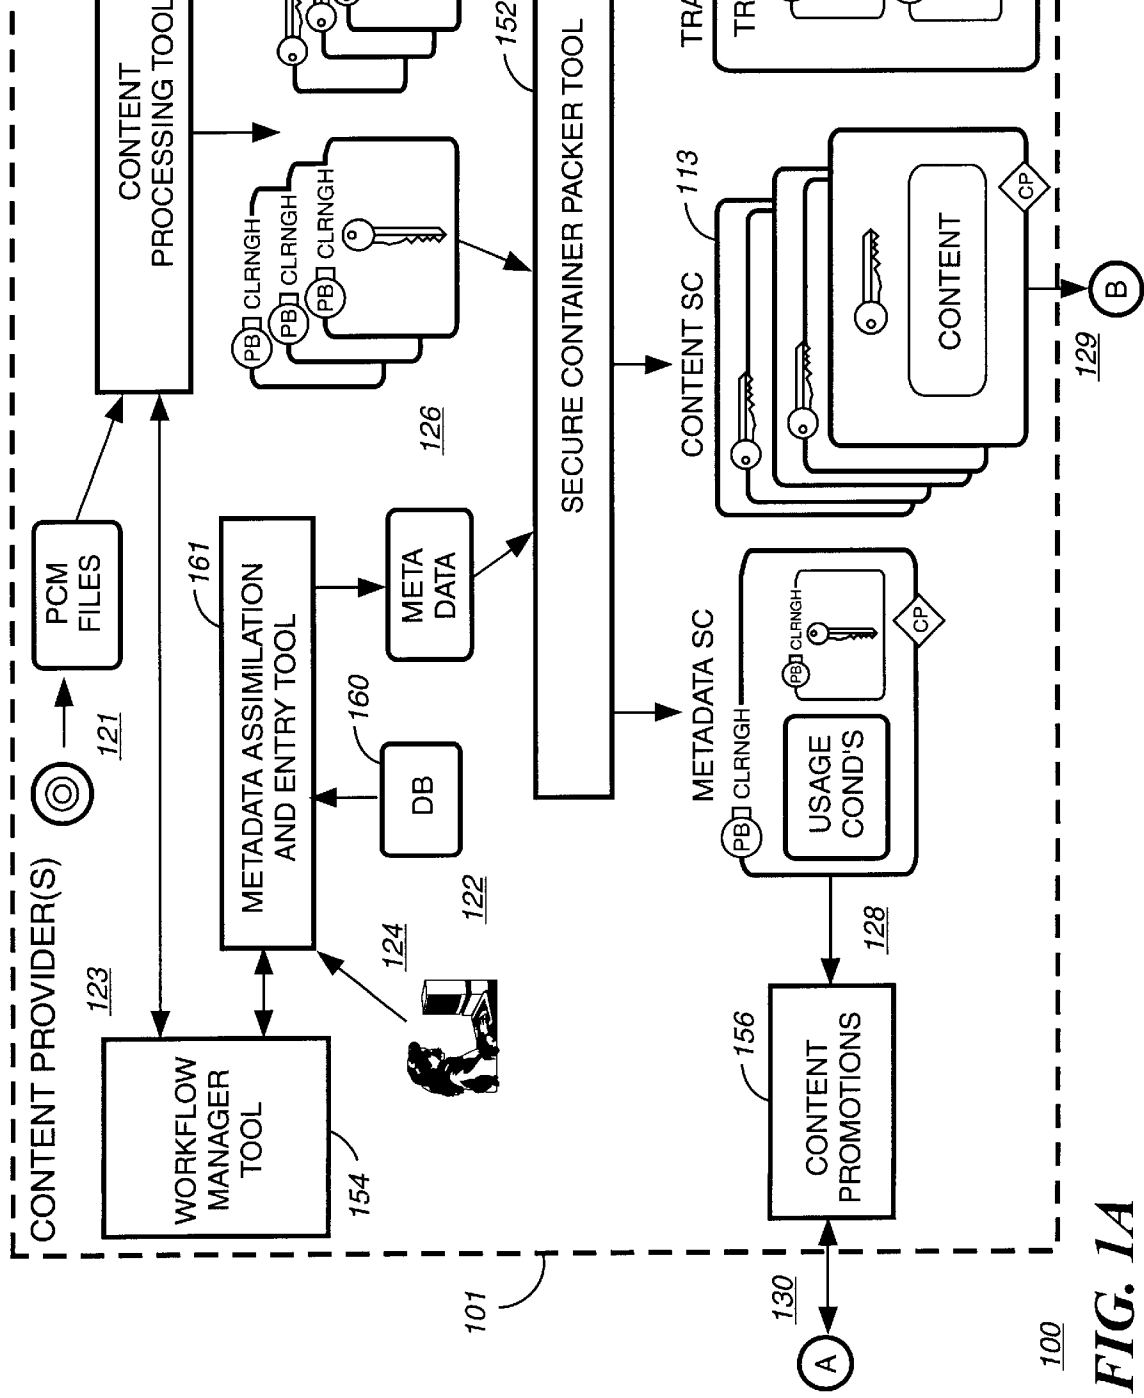 CONTENT PROVIDER(S)
121
PCM
FILES
123
WORKFLOW
MANAGER
TOOL
154
CONTENT
PROCESSING TOOL
161
METADATA ASSIMILATION
AND ENTRY TOOL
124
122
DB
160
META
DATA
126
PB CLRNGH
PB CLRNGH
PB CLRNGH
152
SECURE CONTAINER PACKER TOOL
METADATA SC
PB CLRNGH
USAGE
COND'S
PB CLRNGH
CP
128
156
CONTENT
PROMOTIONS
CONTENT SC
113
CONTENT
CP
129
B
TRA
TR
101
130
A
100
FIG. 1A